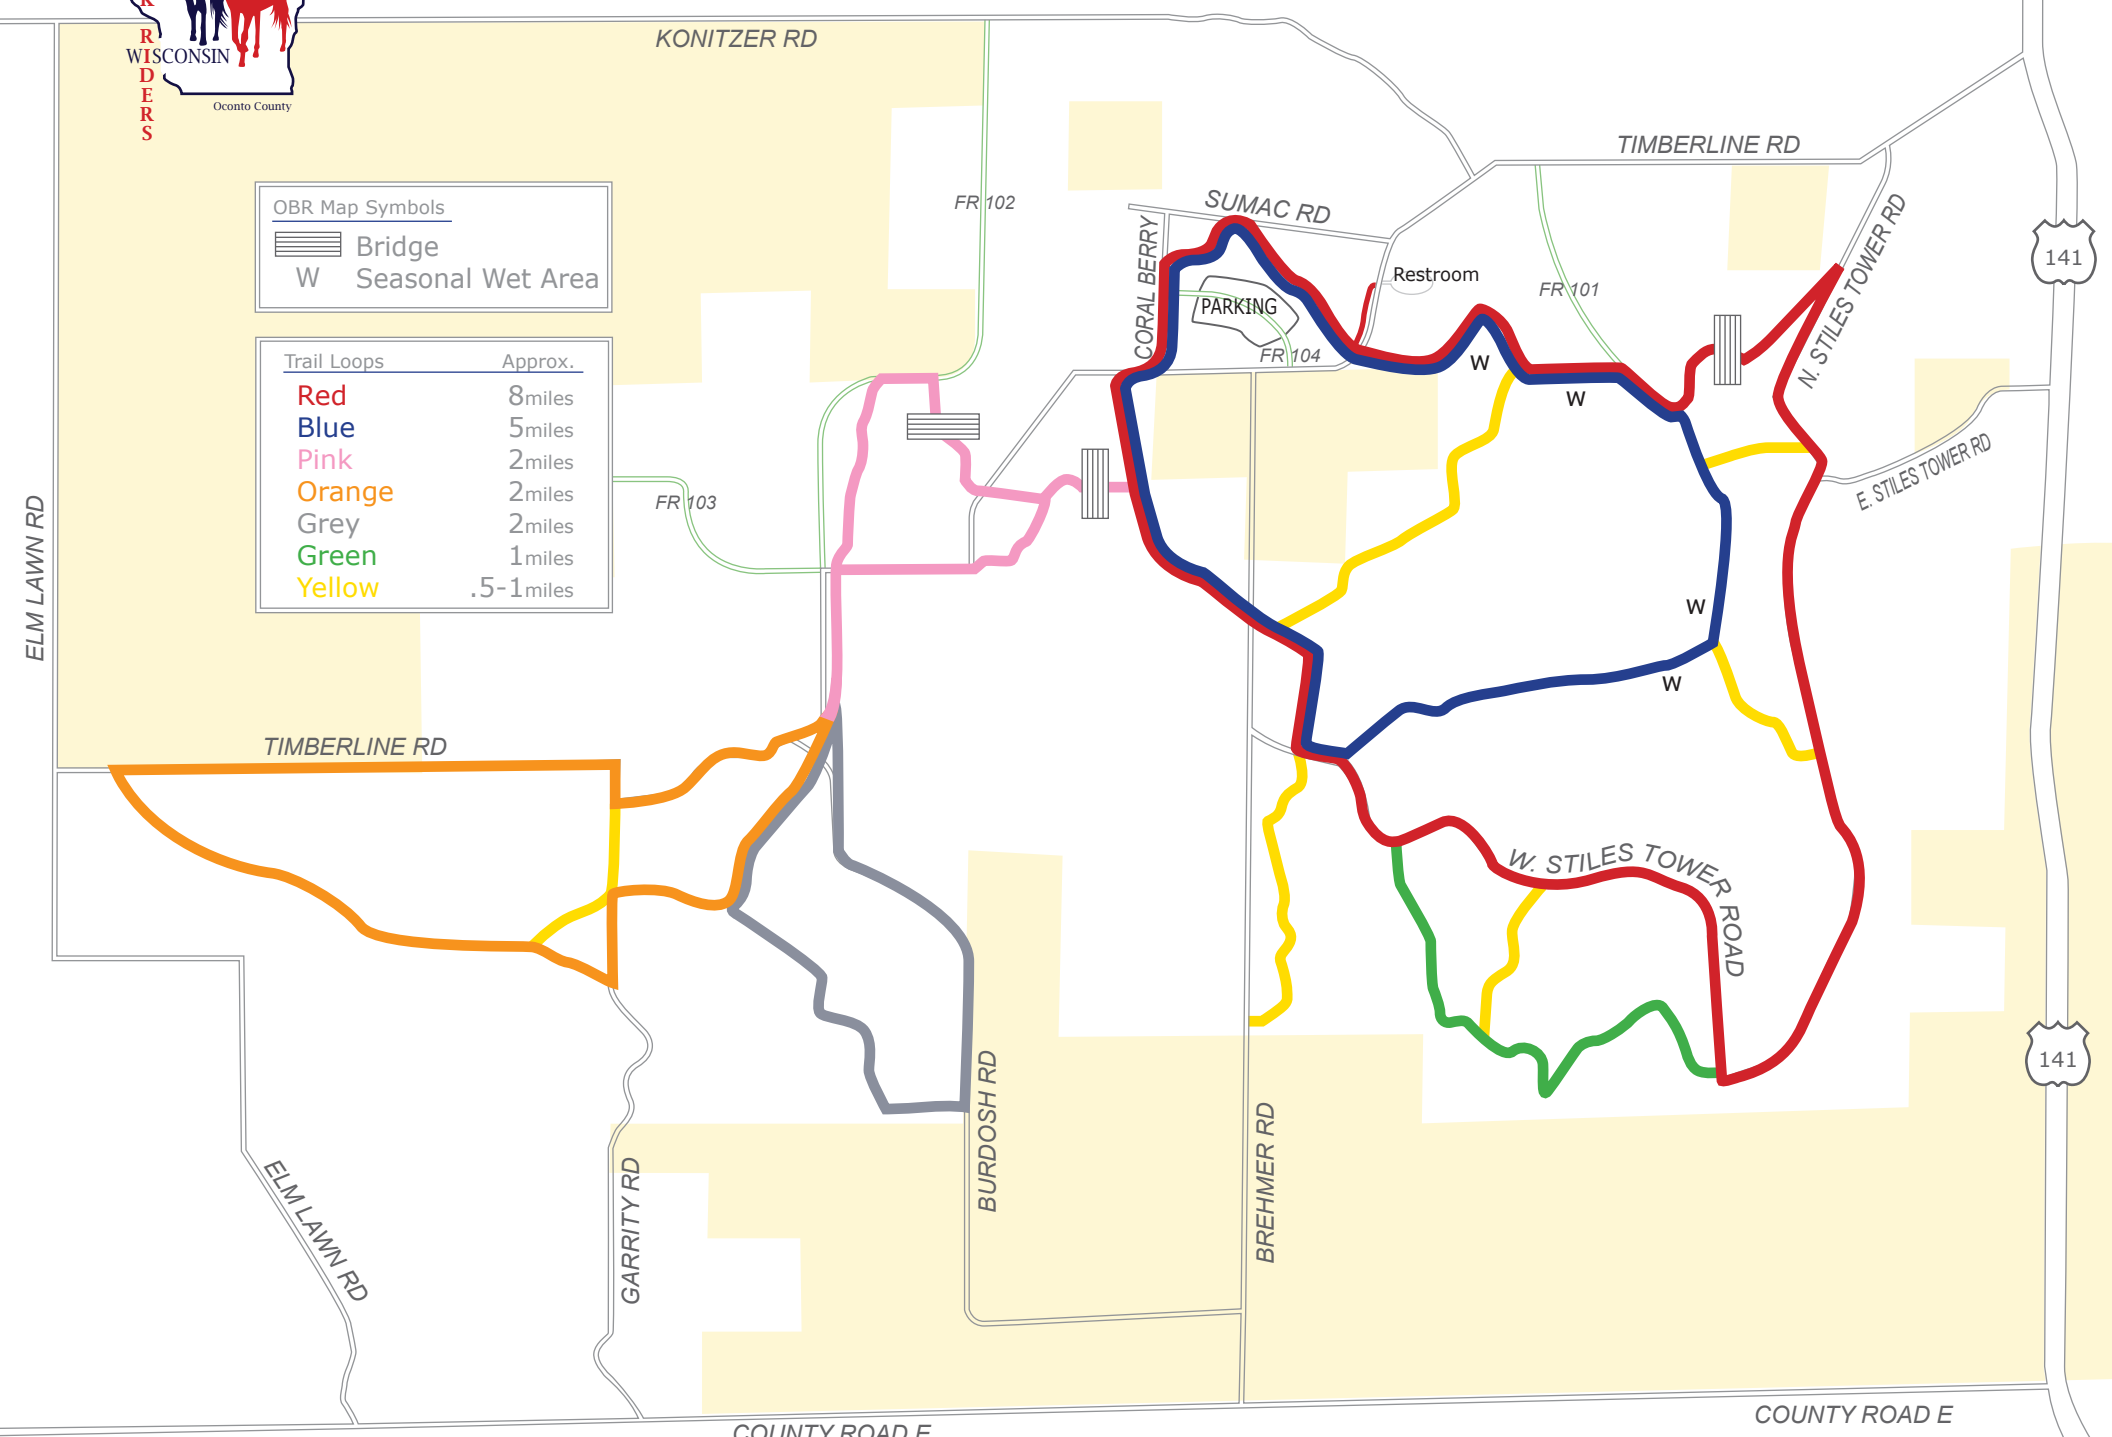 K
RIDERS
WISCONSIN
Oconto County
KONITZER RD
OBR Map Symbols
Bridge
W Seasonal Wet Area
Trail Loops Approx.
Red 8miles
Blue 5miles
Pink 2miles
Orange 2miles
Grey 2miles
Green 1miles
Yellow .5-1miles
FR 102
FR 103
SUMAC RD
CORAL BERRY
PARKING
FR 104
Restroom
FR 101
TIMBERLINE RD
N. STILES TOWER RD
141
E. STILES TOWER RD
W
W
W
W
ELM LAWN RD
TIMBERLINE RD
W. STILES TOWER ROAD
141
BURDOSH RD
BREHMER RD
GARRITY RD
ELM LAWN RD
COUNTY ROAD E
COUNTY ROAD E